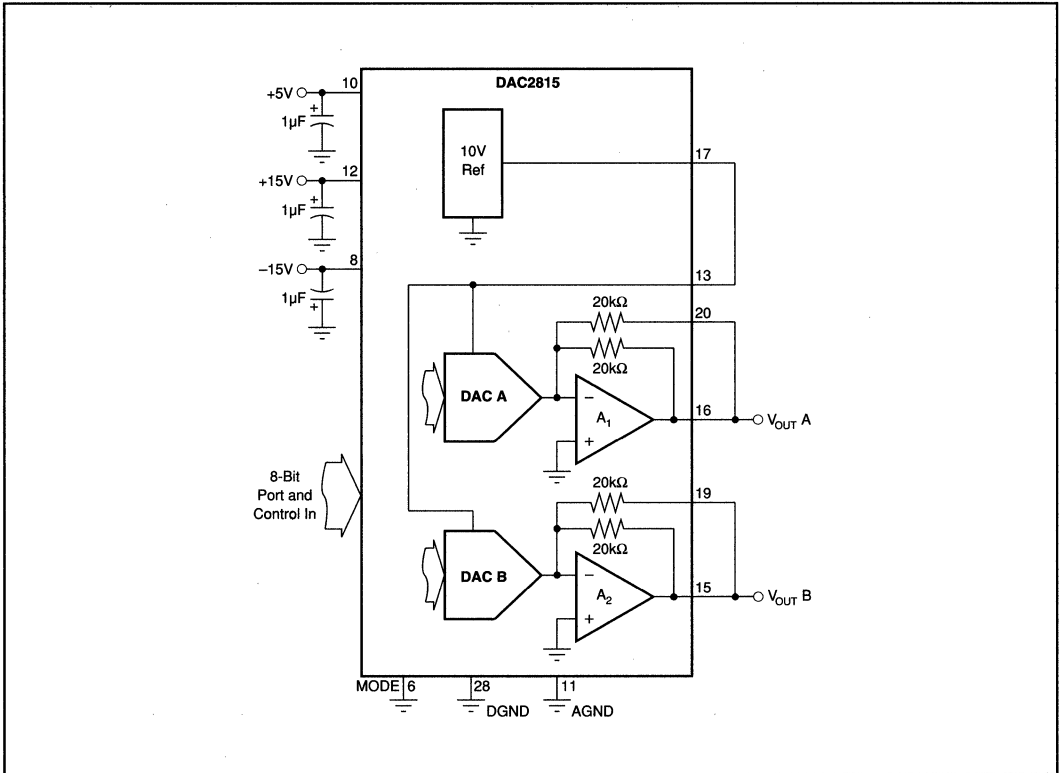 DAC2815
+5V
10
1µF
+
10V
Ref
17
+15V
12
1µF
+
–15V
8
1µF
+
13
20kΩ
20
20kΩ
DAC A
–
A1
+
16
VOUT A
8-Bit
Port and
Control In
20kΩ
19
20kΩ
DAC B
–
A2
+
15
VOUT B
MODE 6
28
DGND
11
AGND